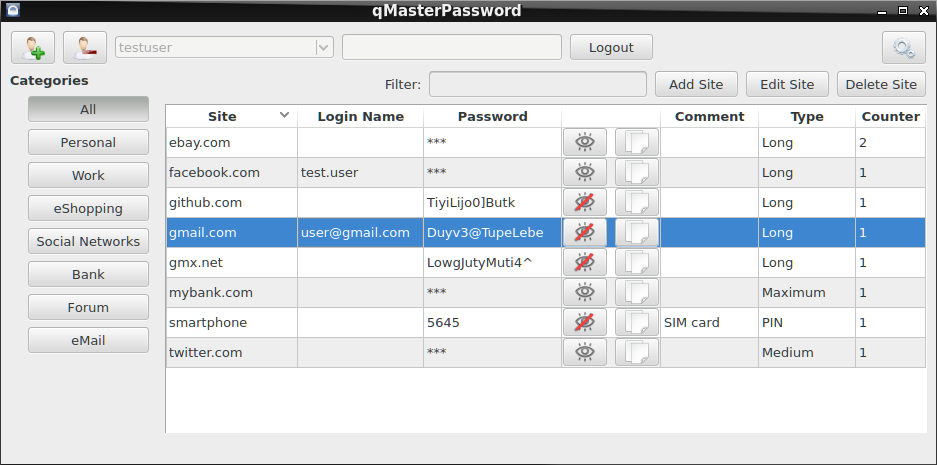 qMasterPassword
testuser Logout
Categories
Filter: Add Site Edit Site Delete Site
All
Personal
Work
eShopping
Social Networks
Bank
Forum
eMail
Site Login Name Password Comment Type Counter
ebay.com *** Long 2
facebook.com test.user *** Long 1
github.com TiyiLijo0]Butk Long 1
gmail.com user@gmail.com Duyv3@TupeLebe Long 1
gmx.net LowgJutyMuti4^ Long 1
mybank.com *** Maximum 1
smartphone 5645 SIM card PIN 1
twitter.com *** Medium 1